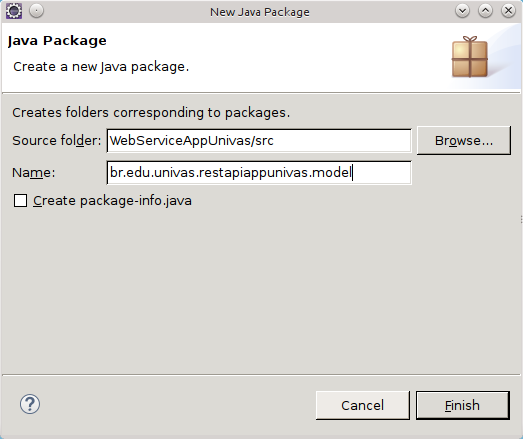 New Java Package
Java Package
Create a new Java package.
Creates folders corresponding to packages.
Source folder: WebServiceAppUnivas/src Browse...
Name: br.edu.univas.restapiappunivas.model
Create package-info.java
? Cancel Finish